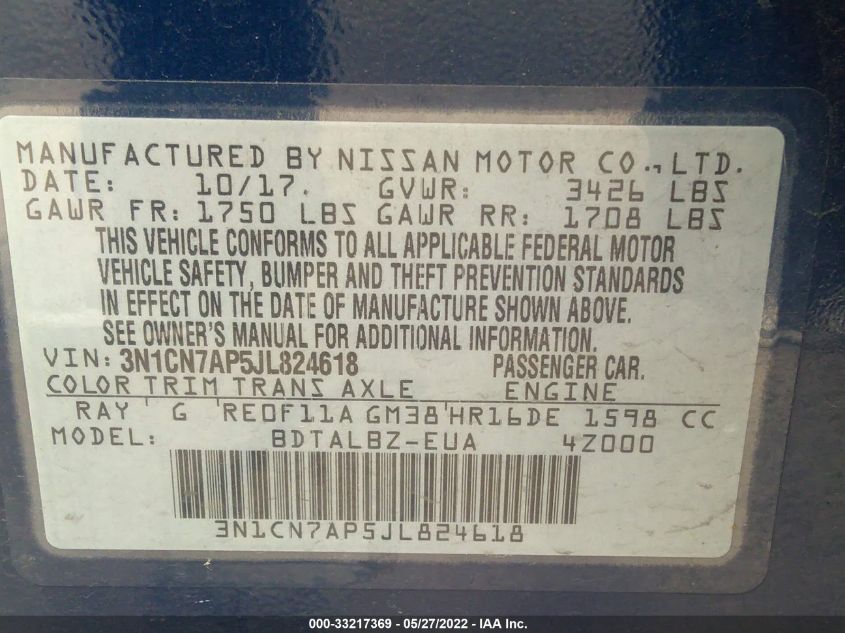 MANUFACTURED BY NISSAN MOTOR CO., LTD.
DATE: 10/17. GVWR: 3426 LBS
GAWR FR: 1750 LBS GAWR RR: 1708 LBS
THIS VEHICLE CONFORMS TO ALL APPLICABLE FEDERAL MOTOR
VEHICLE SAFETY, BUMPER AND THEFT PREVENTION STANDARDS
IN EFFECT ON THE DATE OF MANUFACTURE SHOWN ABOVE.
SEE OWNER'S MANUAL FOR ADDITIONAL INFORMATION.
VIN: 3N1CN7AP5JL824618 PASSENGER CAR.
COLOR TRIM TRANS AXLE ENGINE
RAY G RE0F11A GM38 HR16DE 1598 CC
MODEL: BDTALBZ-EUA 4Z000
3N1CN7AP5JL824618
000-33217369 - 05/27/2022 - IAA Inc.